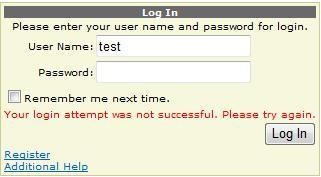 Log In
Please enter your user name and password for login.
User Name: test
Password:
Remember me next time.
Your login attempt was not successful. Please try again.
Log In
Register
Additional Help